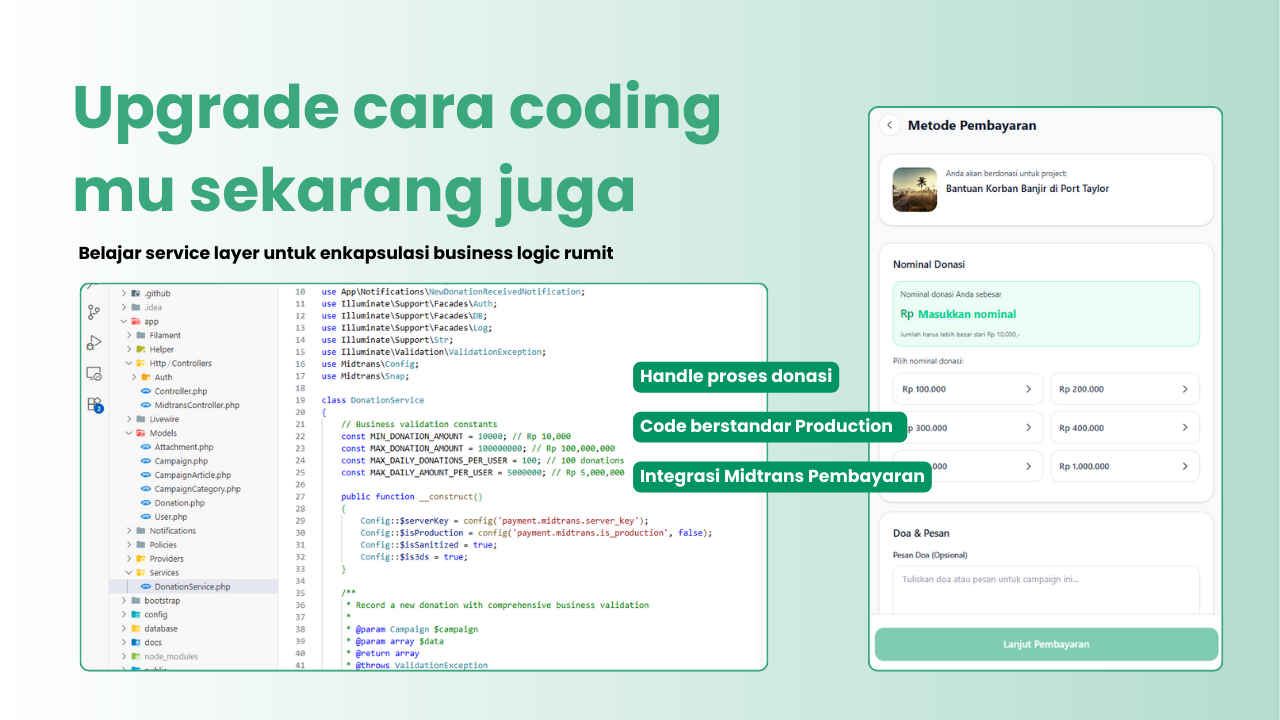 Upgrade cara coding
mu sekarang juga
Belajar service layer untuk enkapsulasi business logic rumit
.github
.idea
app
Filament
Helper
Http / Controllers
Auth
Controller.php
MidtransController.php
Livewire
Models
Attachment.php
Campaign.php
CampaignArticle.php
CampaignCategory.php
Donation.php
User.php
Notifications
Policies
Providers
Services
DonationService.php
bootstrap
config
database
docs
node_modules
2
10 use App\Notifications\NewDonationReceivedNotification;
11 use Illuminate\Support\Facades\Auth;
12 use Illuminate\Support\Facades\DB;
13 use Illuminate\Support\Facades\Log;
14 use Illuminate\Support\Str;
15 use Illuminate\Validation\ValidationException;
16 use Midtrans\Config;
17 use Midtrans\Snap;
18
19 class DonationService
20 {
21 // Business validation constants
22 const MIN_DONATION_AMOUNT = 10000; // Rp 10,000
23 const MAX_DONATION_AMOUNT = 100000000; // Rp 100,000,000
24 const MAX_DAILY_DONATIONS_PER_USER = 100; // 100 donations
25 const MAX_DAILY_AMOUNT_PER_USER = 5000000; // Rp 5,000,000
26
27 public function __construct()
28 {
29 Config::$serverKey = config('payment.midtrans.server_key');
30 Config::$isProduction = config('payment.midtrans.is_production', false);
31 Config::$isSanitized = true;
32 Config::$is3ds = true;
33 }
34
35 /**
36 * Record a new donation with comprehensive business validation
37 *
38 * @param Campaign $campaign
39 * @param array $data
40 * @return array
41 * @throws ValidationException
Handle proses donasi
Code berstandar Production
Integrasi Midtrans Pembayaran
Metode Pembayaran
Anda akan berdonasi untuk project:
Bantuan Korban Banjir di Port Taylor
Nominal Donasi
Nominal donasi Anda sebesar
Rp Masukkan nominal
Jumlah harus lebih besar dari Rp 10.000,-
Pilih nominal donasi:
Rp 100.000
Rp 200.000
300.000
Rp 400.000
Rp 1.000.000
Doa & Pesan
Pesan Doa (Opsional)
Tuliskan doa atau pesan untuk campaign ini...
Lanjut Pembayaran